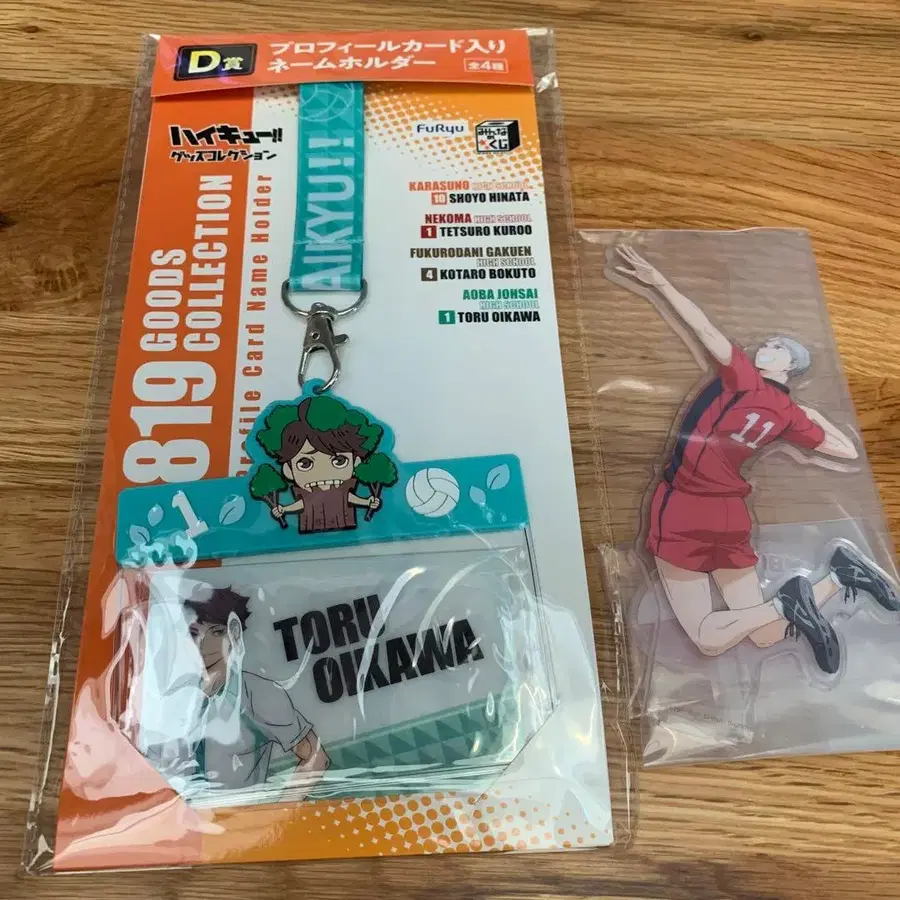 D賞
プロフィールカード入り
ネームホルダー 全4種
ハイキュー!!
グッズコレクション
FuRyu
みんなのくじ
AIKYU!!
KARASUNO HIGH SCHOOL
10 SHOYO HINATA
NEKOMA HIGH SCHOOL
1 TETSURO KUROO
FUKURODANI GAKUEN
HIGH SCHOOL
4 KOTARO BOKUTO
AOBA JOHSAI
HIGH SCHOOL
1 TORU OIKAWA
819 GOODS
COLLECTION
rofile Card Name Holder
1
TORU
OIKAWA
11